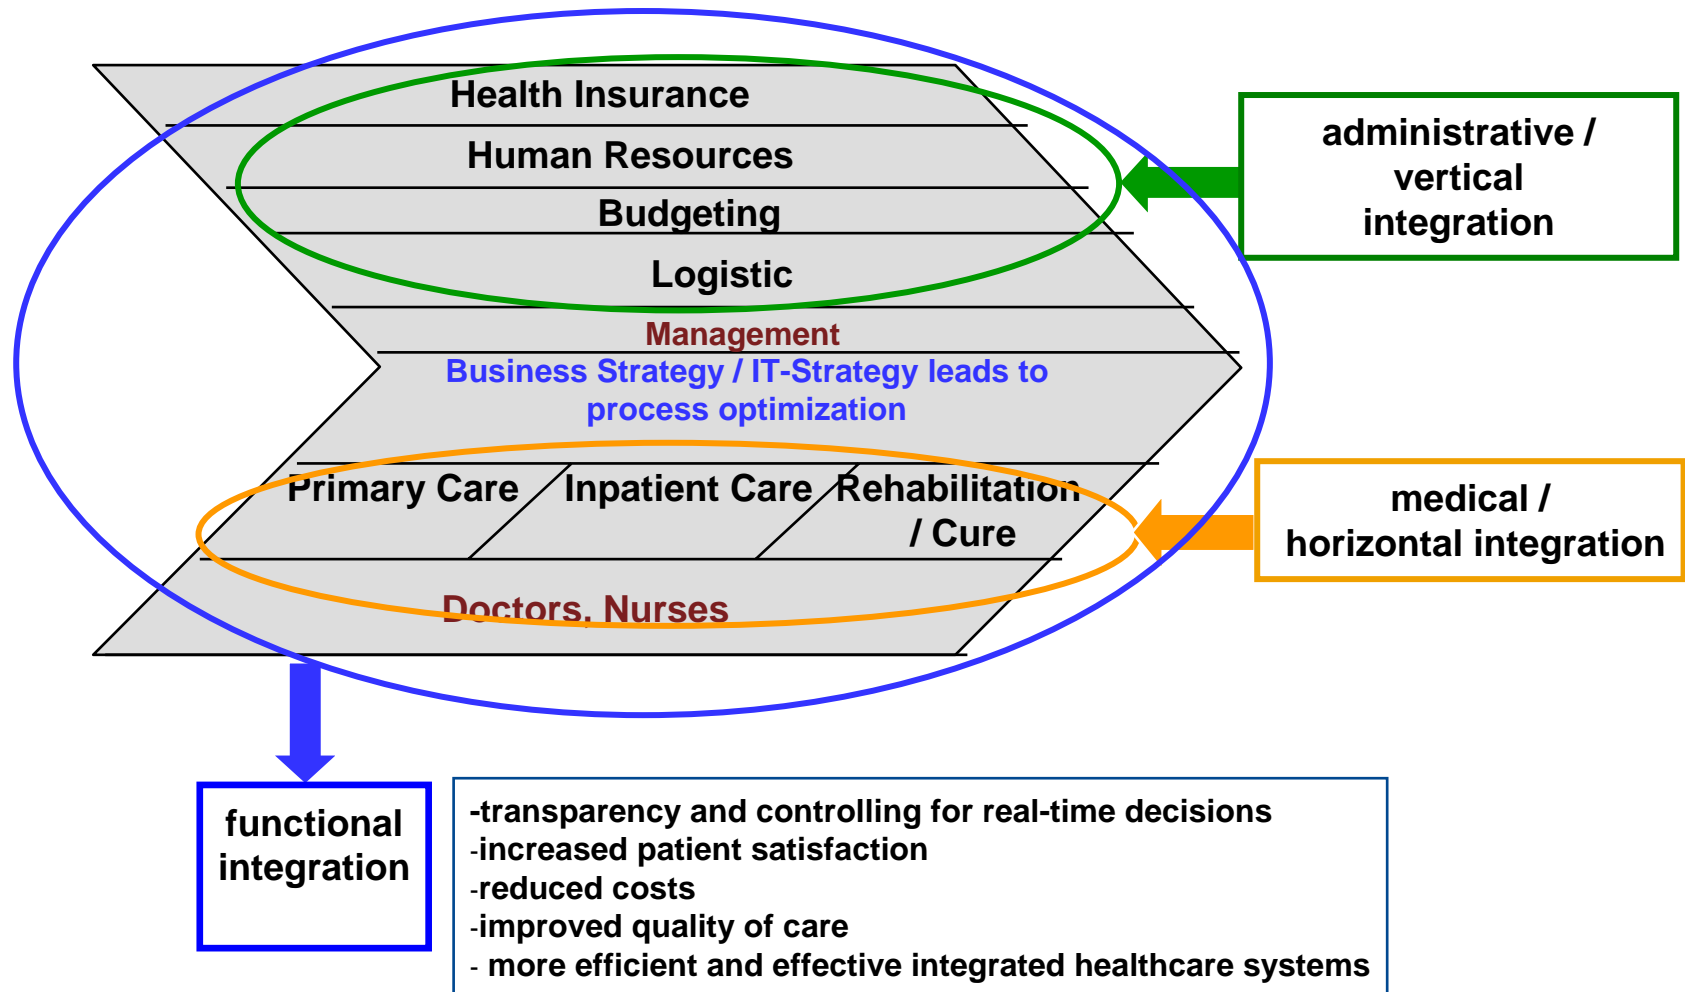 Health Insurance
Human Resources
Budgeting
Logistic
Management
Business Strategy / IT-Strategy leads to
process optimization
Primary Care
Inpatient Care
Rehabilitation
/ Cure
Doctors, Nurses
administrative /
vertical
integration
medical /
horizontal integration
functional
integration
-transparency and controlling for real-time decisions
-increased patient satisfaction
-reduced costs
-improved quality of care
- more efficient and effective integrated healthcare systems